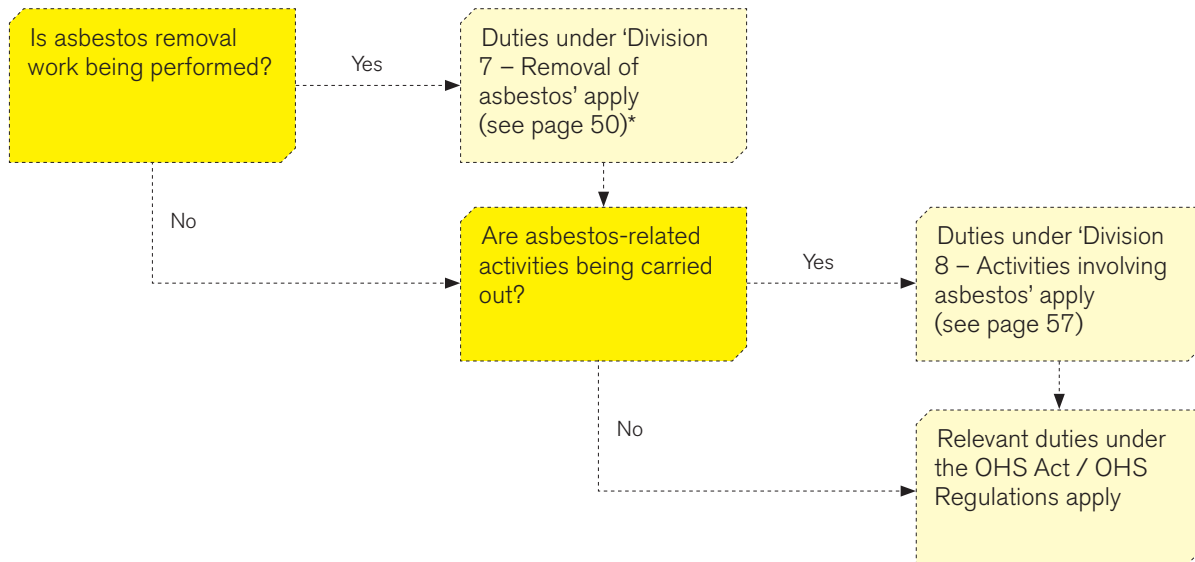 Is asbestos removal
work being performed?
Yes
Duties under ‘Division
7 – Removal of
asbestos’ apply
(see page 50)*
No
Are asbestos-related
activities being carried
out?
Yes
Duties under ‘Division
8 – Activities involving
asbestos’ apply
(see page 57)
No
Relevant duties under
the OHS Act / OHS
Regulations apply